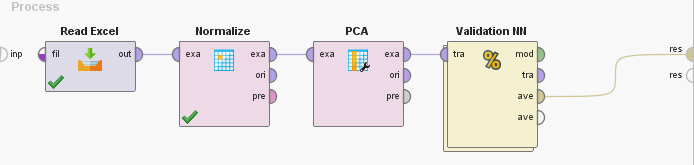 Process
Read Excel Normalize PCA Validation NN
inp fil out exa exa exa exa tra mod res
ori ori tra res
pre pre ave
ave